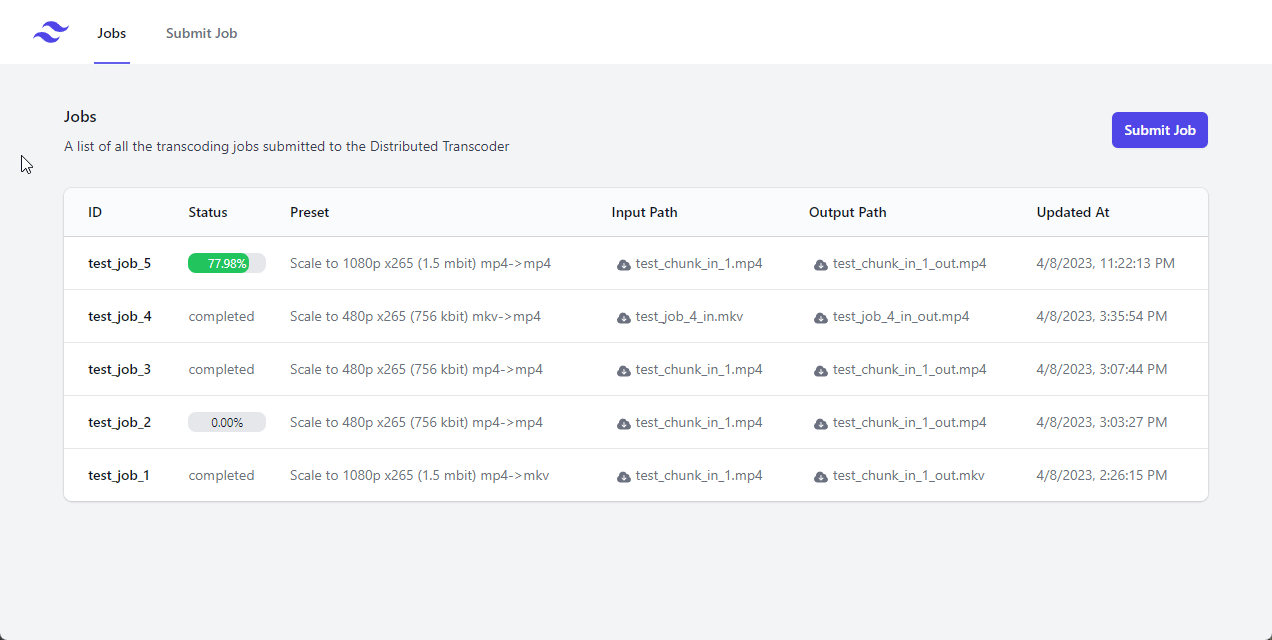 Jobs Submit Job
Jobs
Submit Job
A list of all the transcoding jobs submitted to the Distributed Transcoder
ID Status Preset Input Path Output Path Updated At
test_job_5 77.98% Scale to 1080p x265 (1.5 mbit) mp4->mp4 test_chunk_in_1.mp4 test_chunk_in_1_out.mp4 4/8/2023, 11:22:13 PM
test_job_4 completed Scale to 480p x265 (756 kbit) mkv->mp4 test_job_4_in.mkv test_job_4_in_out.mp4 4/8/2023, 3:35:54 PM
test_job_3 completed Scale to 480p x265 (756 kbit) mp4->mp4 test_chunk_in_1.mp4 test_chunk_in_1_out.mp4 4/8/2023, 3:07:44 PM
test_job_2 0.00% Scale to 480p x265 (756 kbit) mp4->mp4 test_chunk_in_1.mp4 test_chunk_in_1_out.mp4 4/8/2023, 3:03:27 PM
test_job_1 completed Scale to 1080p x265 (1.5 mbit) mp4->mkv test_chunk_in_1.mp4 test_chunk_in_1_out.mkv 4/8/2023, 2:26:15 PM